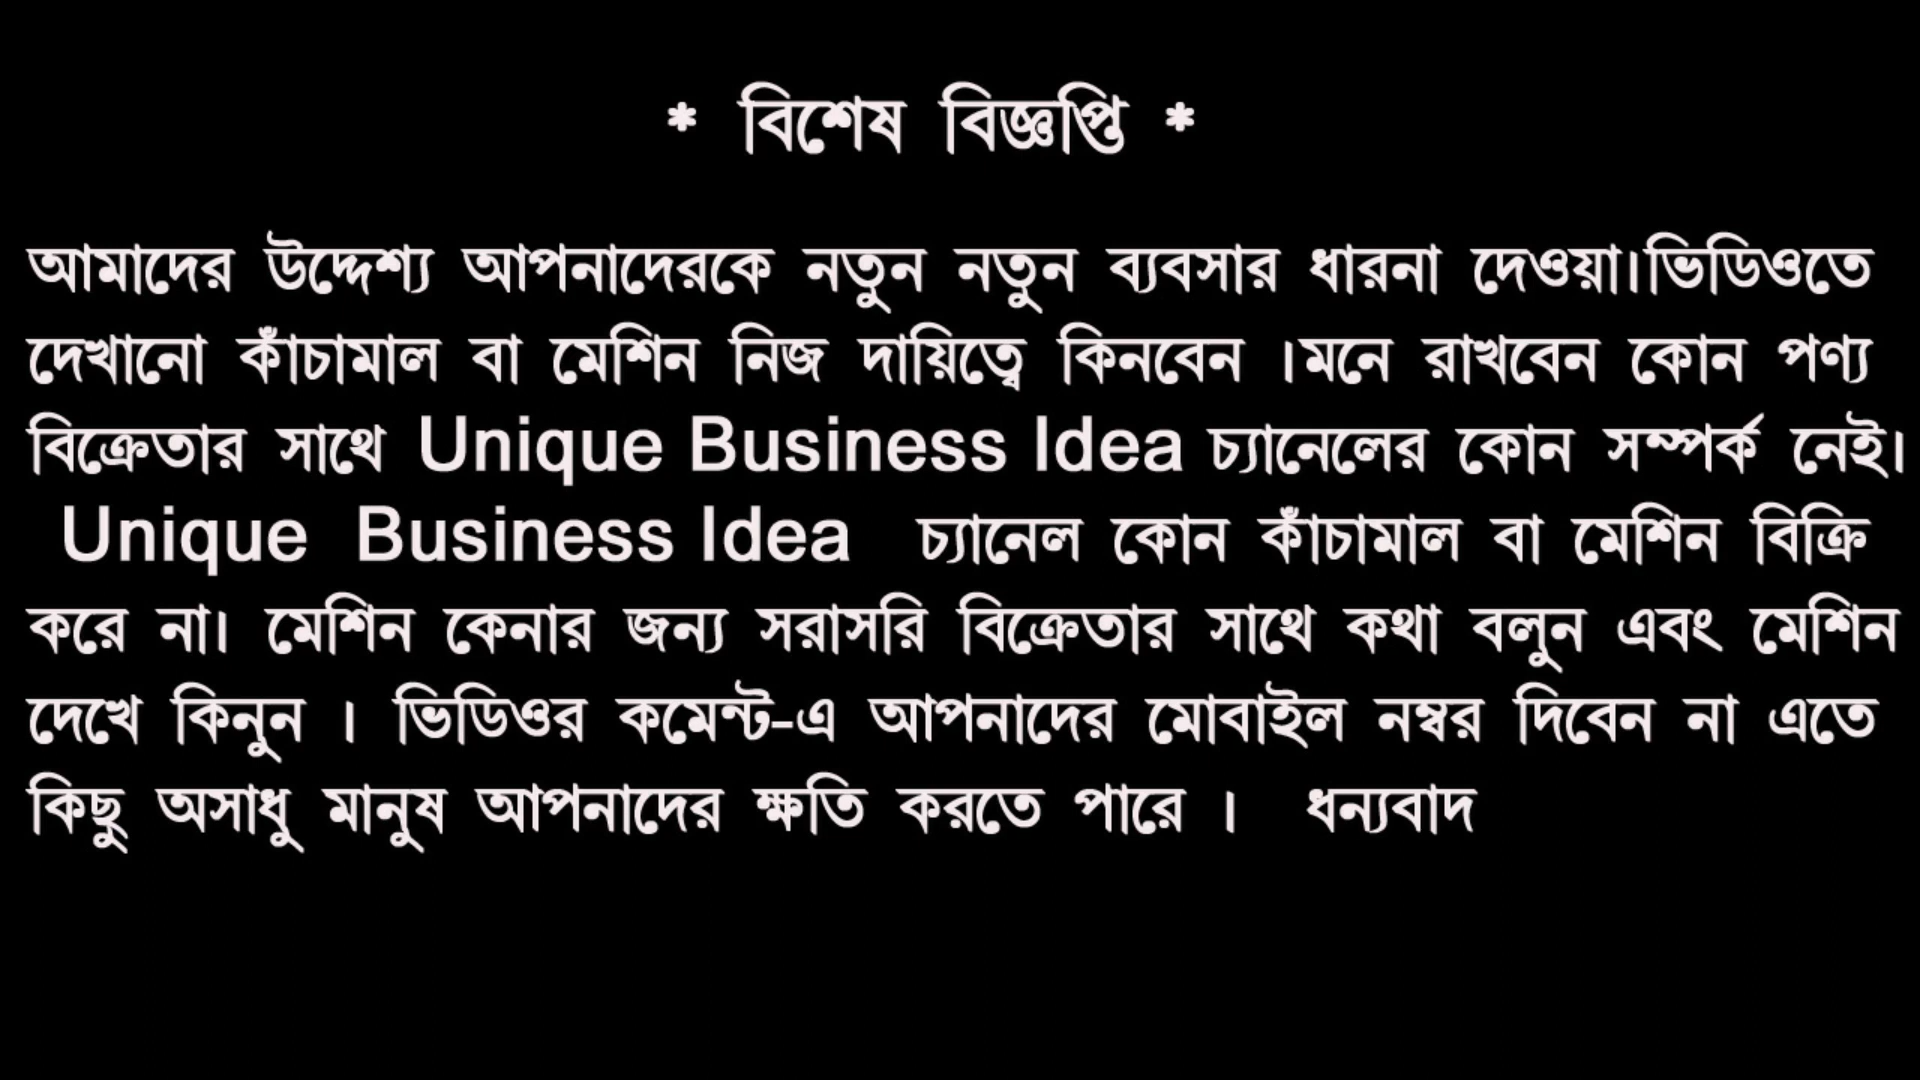 * বিশেষ বিজ্ঞপ্তি *
আমাদের উদ্দেশ্য আপনাদেরকে নতুন নতুন ব্যবসার ধারনা দেওয়া।ভিডিওতে
দেখানো কাঁচামাল বা মেশিন নিজ দায়িত্বে কিনবেন ।মনে রাখবেন কোন পণ্য
বিক্রেতার সাথে Unique Business Idea চ্যানেলের কোন সম্পর্ক নেই।
Unique Business Idea চ্যানেল কোন কাঁচামাল বা মেশিন বিক্রি
করে না। মেশিন কেনার জন্য সরাসরি বিক্রেতার সাথে কথা বলুন এবং মেশিন
দেখে কিনুন । ভিডিওর কমেন্ট-এ আপনাদের মোবাইল নম্বর দিবেন না এতে
কিছু অসাধু মানুষ আপনাদের ক্ষতি করতে পারে । ধন্যবাদ